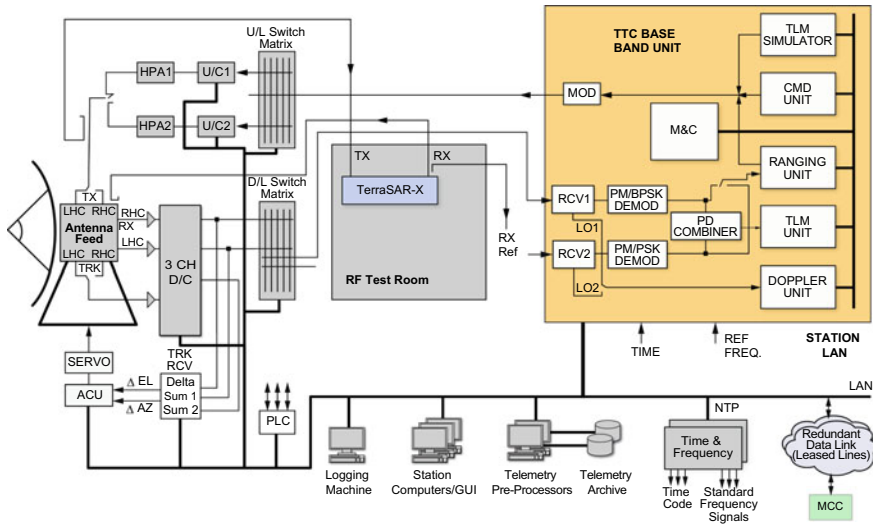 U/L Switch
Matrix
HPA1
U/C1
HPA2
U/C2
TTC BASE
BAND UNIT
TLM
SIMULATOR
MOD
CMD
UNIT
M&C
RANGING
UNIT
TX
RX
TerraSAR-X
RF Test Room
RX
Ref
D/L Switch
Matrix
RCV1
PM/BPSK
DEMOD
LO1
PD
COMBINER
TLM
UNIT
RCV2
PM/PSK
DEMOD
LO2
DOPPLER
UNIT
TX
LHC RHC
Antenna
Feed
LHC RHC
TRK
RHC
RX
LHC
3 CH
D/C
TIME
REF
FREQ.
STATION
LAN
SERVO
ACU
Δ EL
Δ AZ
TRK
RCV
Delta
Sum 1
Sum 2
PLC
LAN
NTP
Logging
Machine
Station
Computers/GUI
Telemetry
Pre-Processors
Telemetry
Archive
Time &
Frequency
Time
Code
Standard
Frequency
Signals
Redundant
Data Link
(Leased Lines)
MCC